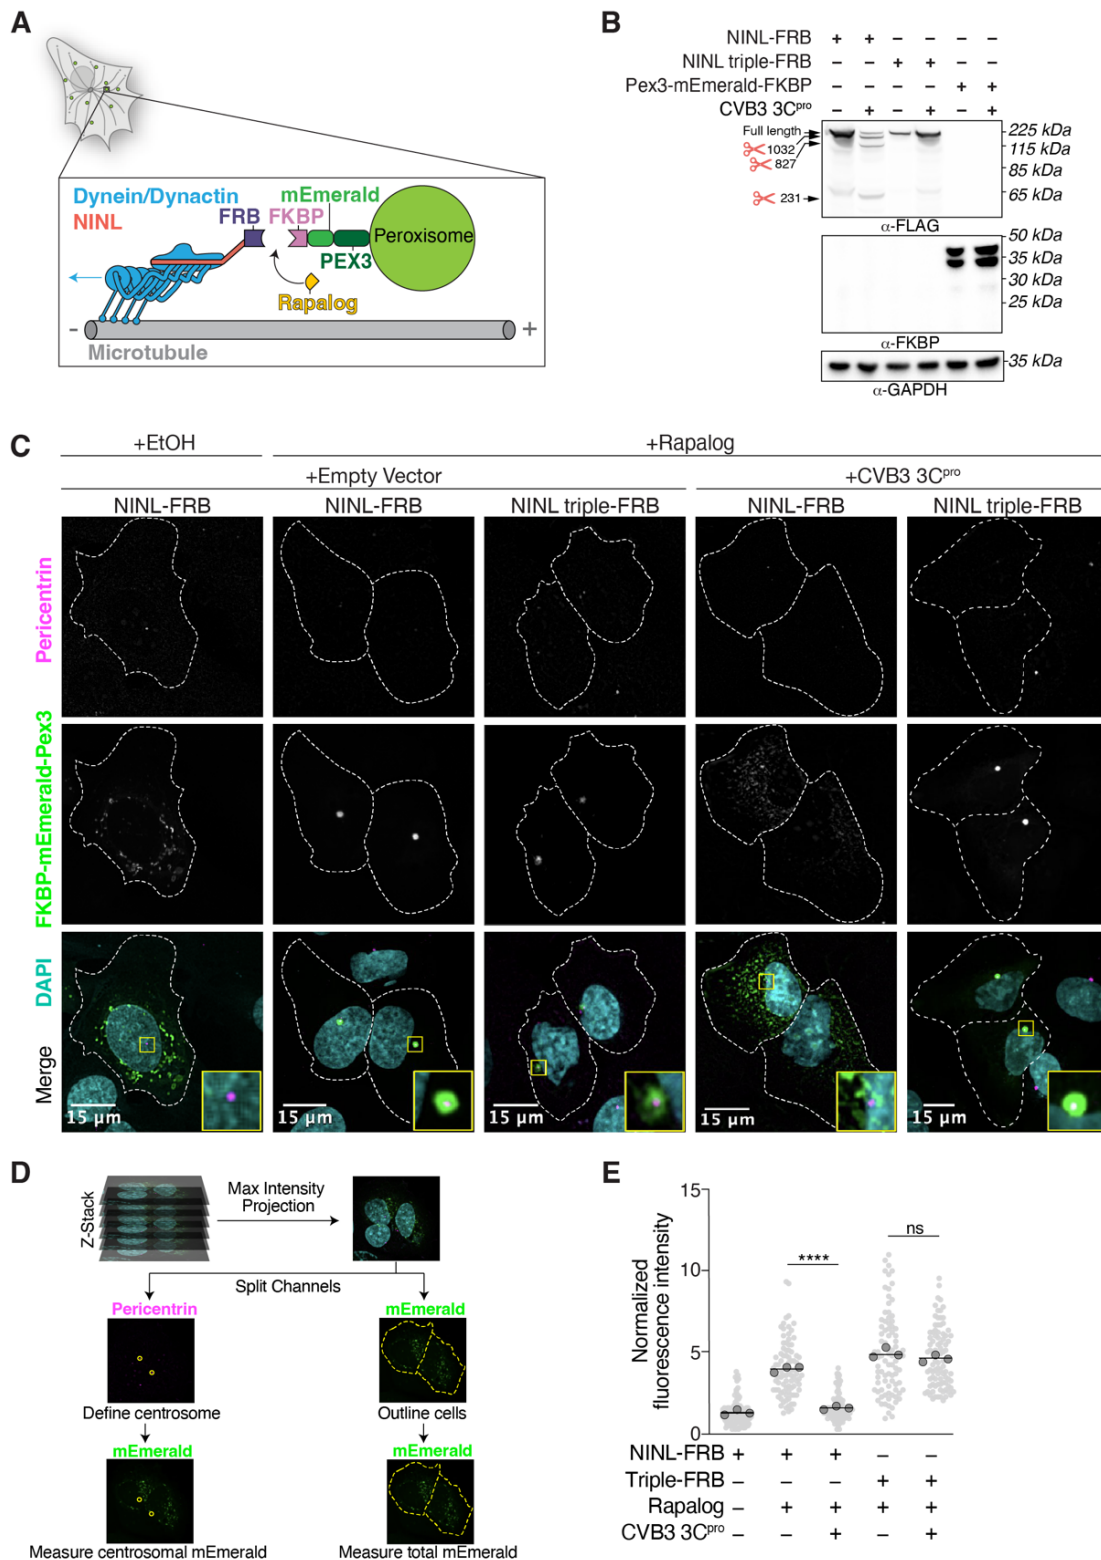 A
Dynein/Dynactin
NINL
mEmerald
FRB
FKBP
Peroxisome
PEX3
Rapalog
-
+
Microtubule
B
NINL-FRB + + – – – –
NINL triple-FRB – – + + – –
Pex3-mEmerald-FKBP – – – – + +
CVB3 3Cpro – + – + – +
Full length
1032
827
231
225 kDa
115 kDa
85 kDa
65 kDa
α-FLAG
50 kDa
35 kDa
30 kDa
25 kDa
α-FKBP
35 kDa
α-GAPDH
C
+EtOH
+Rapalog
+Empty Vector
+CVB3 3Cpro
NINL-FRB
NINL-FRB
NINL triple-FRB
NINL-FRB
NINL triple-FRB
Pericentrin
FKBP-mEmerald-Pex3
DAPI
Merge
15 μm
15 μm
15 μm
15 μm
15 μm
D
Z-Stack
Max Intensity
Projection
Split Channels
Pericentrin
mEmerald
Define centrosome
Outline cells
mEmerald
mEmerald
Measure centrosomal mEmerald
Measure total mEmerald
E
Normalized
fluorescence intensity
15
10
5
0
****
ns
NINL-FRB + + + – –
Triple-FRB – – – + +
Rapalog – + + + +
CVB3 3Cpro – – + – +